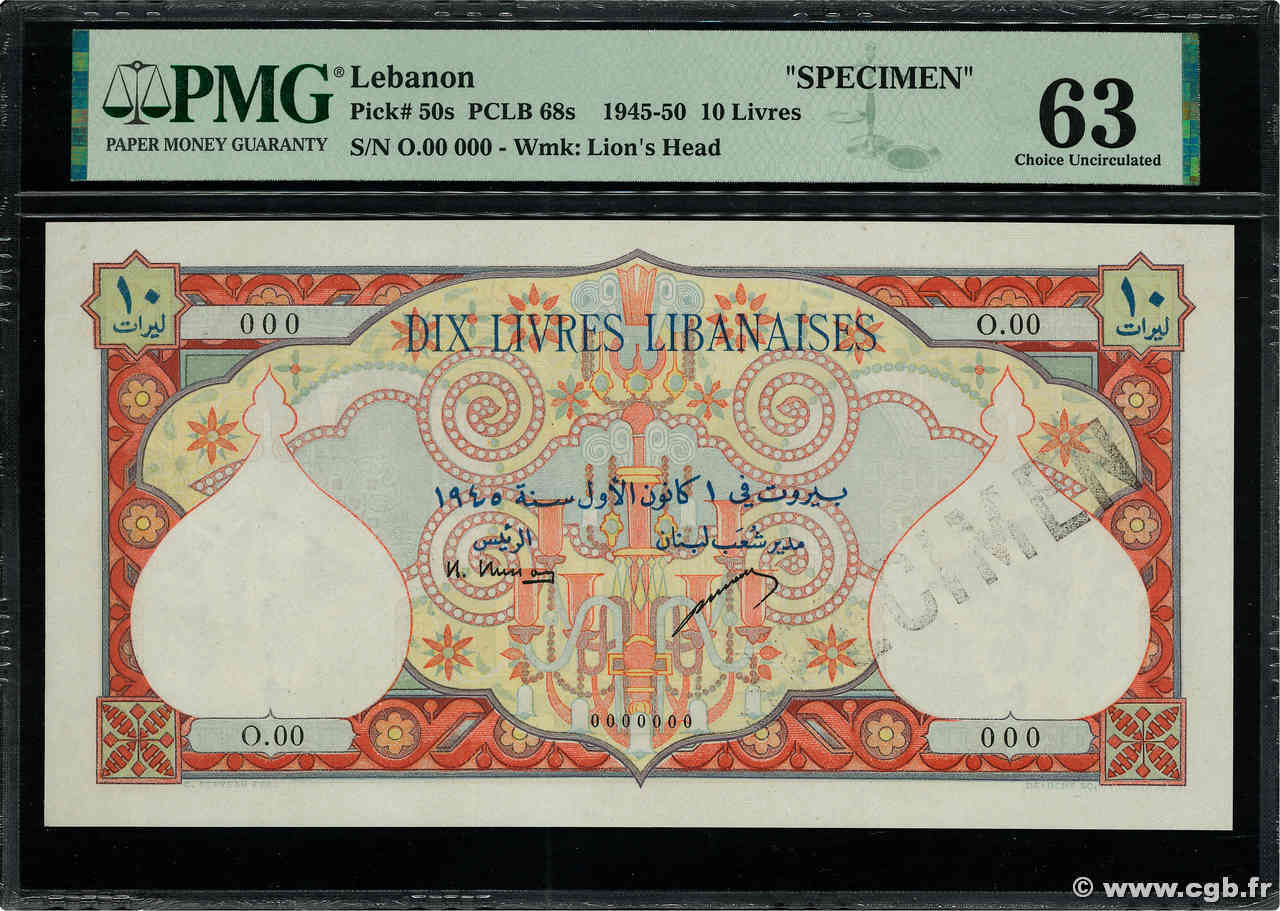 PMG® Lebanon "SPECIMEN" 63
Pick# 50s PCLB 68s 1945-50 10 Livres
PAPER MONEY GUARANTY S/N O.00 000 - Wmk: Lion's Head Choice Uncirculated
١٠
ليرات
١٠
ليرات
000
O.00
DIX LIVRES LIBANAISES
بيروت في ١ كانون الأول سنة ١٩٤٥
مدير شعب لبنان
الرئيس
SPECIMEN
0000000
O.00
000
© www.cgb.fr